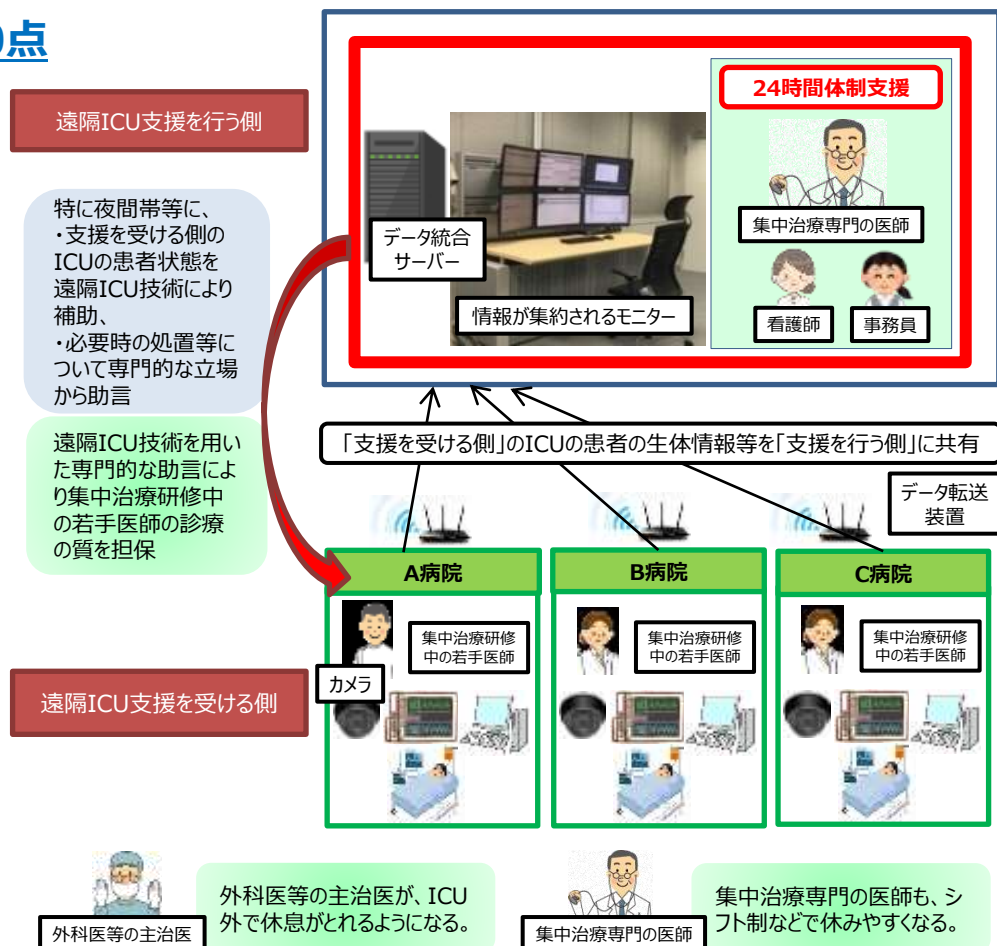 点
遠隔ICU支援を行う側
24時間体制支援
集中治療専門の医師
看護師
事務員
データ統合
サーバー
情報が集約されるモニター
特に夜間帯等に、
・支援を受ける側の
ICUの患者状態を
遠隔ICU技術により
補助、
・必要時の処置等に
ついて専門的な立場
から助言
遠隔ICU技術を用い
た専門的な助言によ
り集中治療研修中
の若手医師の診療
の質を担保
「支援を受ける側」のICUの患者の生体情報等を「支援を行う側」に共有
データ転送
装置
A病院
B病院
C病院
集中治療研修
中の若手医師
集中治療研修
中の若手医師
集中治療研修
中の若手医師
カメラ
遠隔ICU支援を受ける側
外科医等の主治医
外科医等の主治医が、ICU
外で休息がとれるようになる。
集中治療専門の医師
集中治療専門の医師も、シ
フト制などで休みやすくなる。